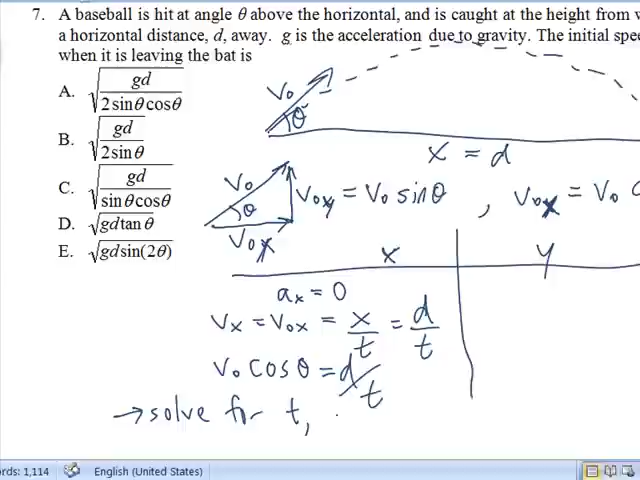 7. A baseball is hit at angle θ above the horizontal, and is caught at the height from
a horizontal distance, d, away. g is the acceleration due to gravity. The initial spe
when it is leaving the bat is
A. √(gd/(2sinθcosθ))
B. √(gd/(2sinθ))
C. √(gd/(sinθcosθ))
D. √(gd tanθ)
E. √(gd sin(2θ))
V₀
θ
x = d
V₀
θ
V₀y = V₀ sinθ , V₀x = V₀
V₀x
x
y
aₓ = 0
Vₓ = V₀ₓ = x/t = d/t
V₀ cosθ = d/t
→ solve for t,
rds: 1,114 English (United States)